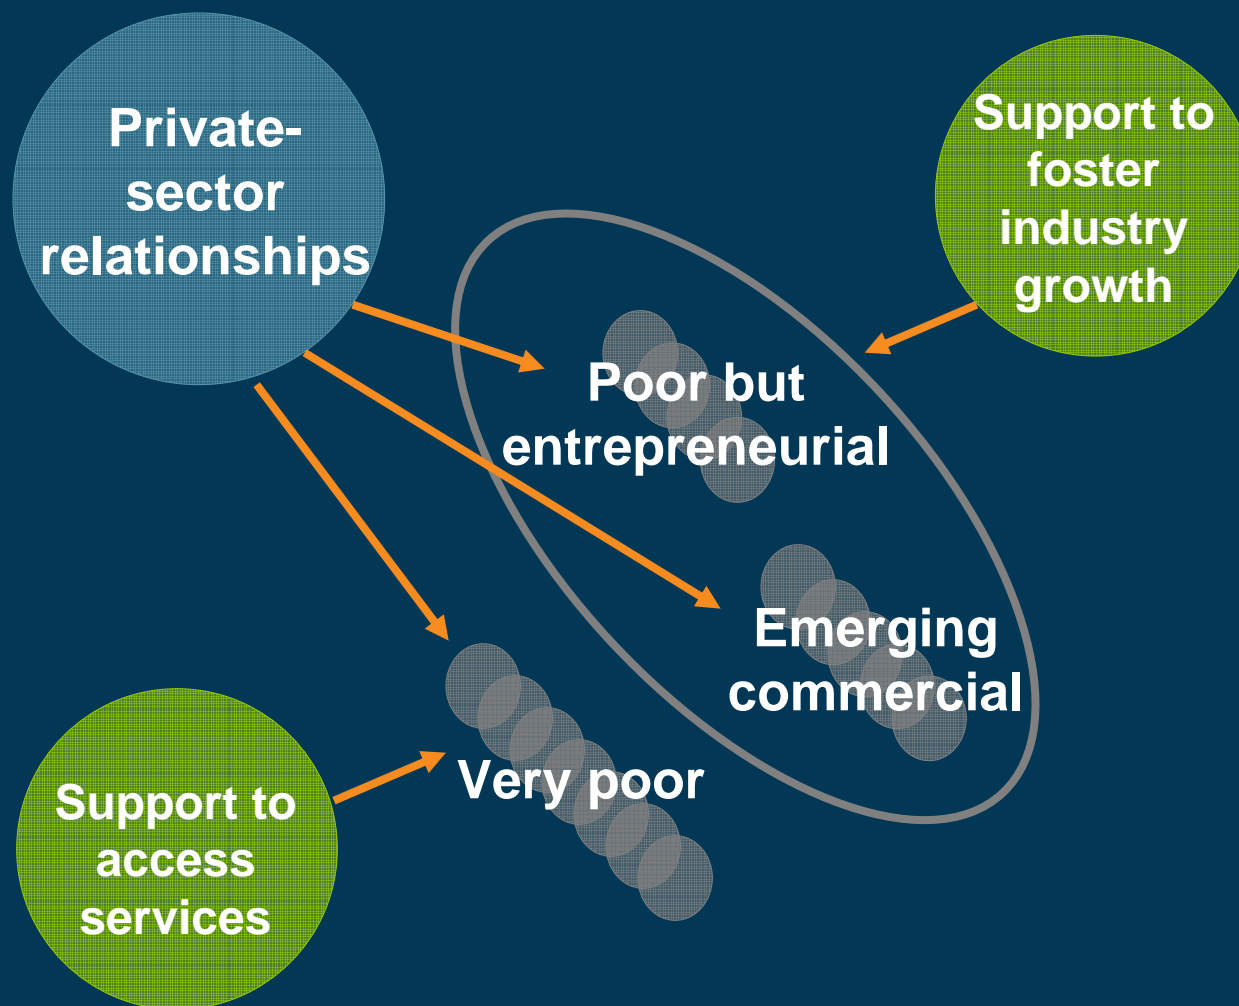 Private-
sector
relationships
Support to
foster
industry
growth
Poor but
entrepreneurial
Emerging
commercial
Very poor
Support to
access
services